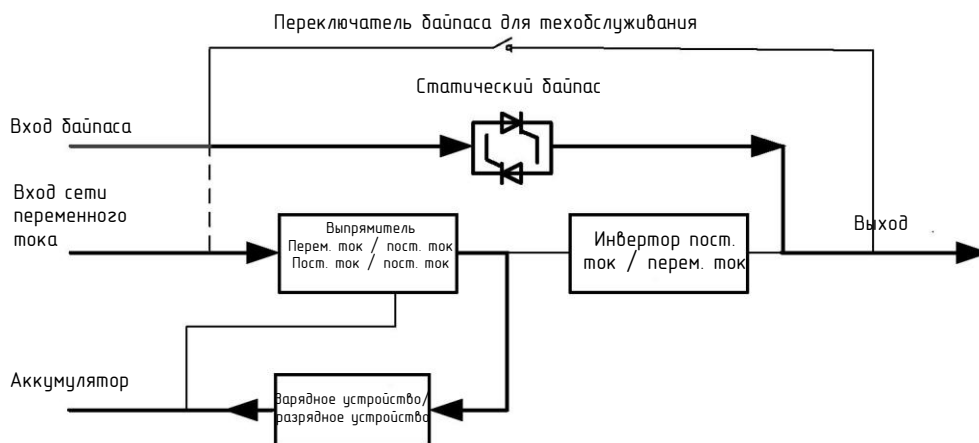 Переключатель байпаса для техобслуживания
Статический байпас
Вход байпаса
Вход сети
переменного
тока
Выпрямитель
Перем. ток / пост. ток
Пост. ток / пост. ток
Инвертор пост.
ток / перем. ток
Выход
Аккумулятор
Зарядное устройство/
разрядное устройство